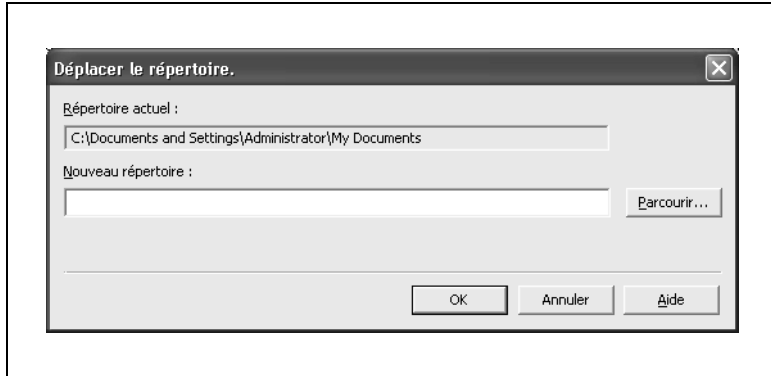 Déplacer le répertoire.
Répertoire actuel :
C:\Documents and Settings\Administrator\My Documents
Nouveau répertoire :
Parcourir...
OK Annuler Aide